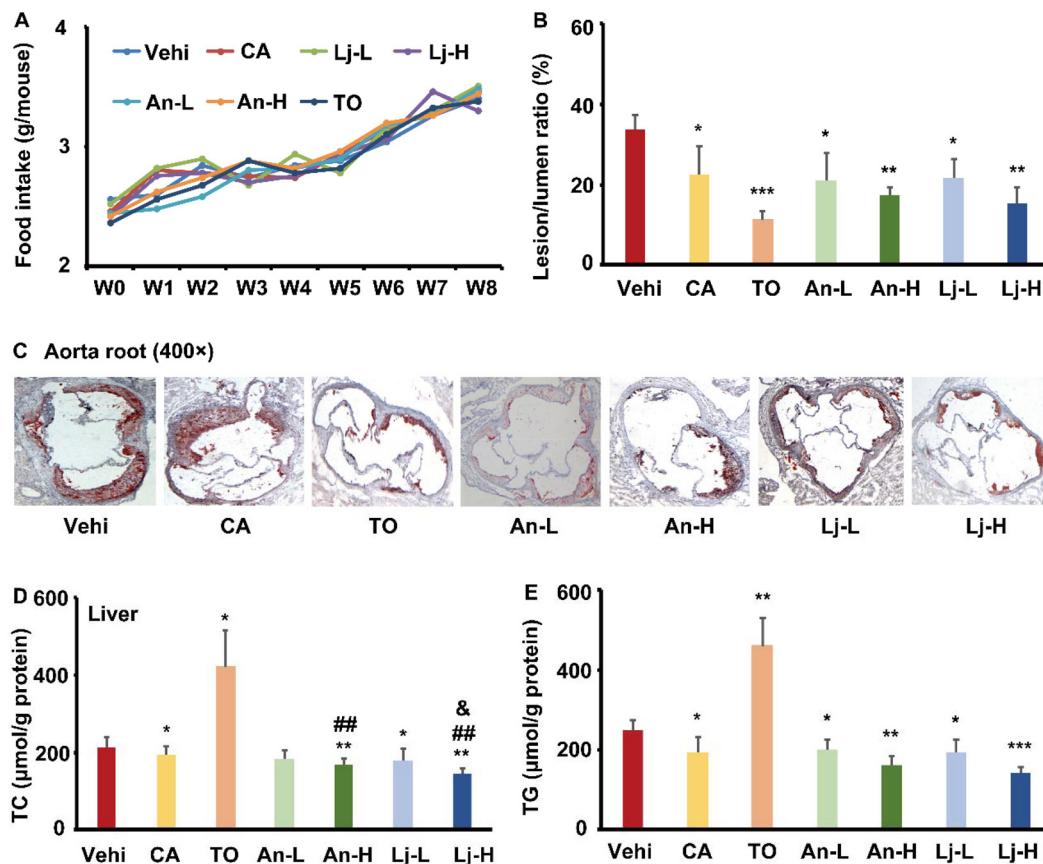 A
Food intake (g/mouse)
4
3
2
Vehi CA Lj-L Lj-H
An-L An-H TO
W0 W1 W2 W3 W4 W5 W6 W7 W8
B
Lesion/lumen ratio (%)
60
40
20
0
* *** * ** * **
Vehi CA TO An-L An-H Lj-L Lj-H
C Aorta root (400×)
Vehi CA TO An-L An-H Lj-L Lj-H
D
Liver
TC (μmol/g protein)
600
400
200
0
* * ## ** * & ## **
Vehi CA TO An-L An-H Lj-L Lj-H
E
TG (μmol/g protein)
600
400
200
0
* ** * ** * ***
Vehi CA TO An-L An-H Lj-L Lj-H